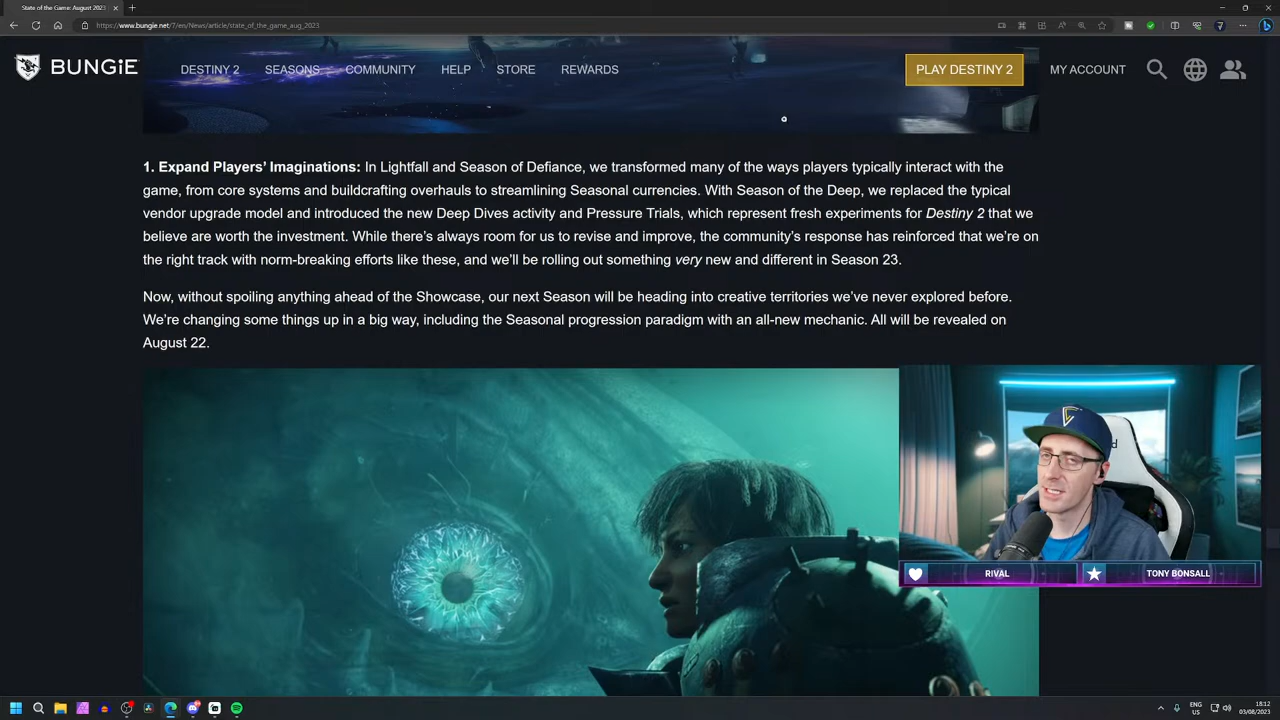 State of the Game: August 2023
https://www.bungie.net/7/en/News/article/state_of_the_game_aug_2023
BUNGiE
DESTINY 2
SEASONS
COMMUNITY
HELP
STORE
REWARDS
PLAY DESTINY 2
MY ACCOUNT
1. Expand Players’ Imaginations: In Lightfall and Season of Defiance, we transformed many of the ways players typically interact with the
game, from core systems and buildcrafting overhauls to streamlining Seasonal currencies. With Season of the Deep, we replaced the typical
vendor upgrade model and introduced the new Deep Dives activity and Pressure Trials, which represent fresh experiments for Destiny 2 that we
believe are worth the investment. While there’s always room for us to revise and improve, the community’s response has reinforced that we’re on
the right track with norm-breaking efforts like these, and we’ll be rolling out something very new and different in Season 23.
Now, without spoiling anything ahead of the Showcase, our next Season will be heading into creative territories we’ve never explored before.
We’re changing some things up in a big way, including the Seasonal progression paradigm with an all-new mechanic. All will be revealed on
August 22.
RIVAL
TONY BONSALL
ENG
US
18:12
03/08/2023